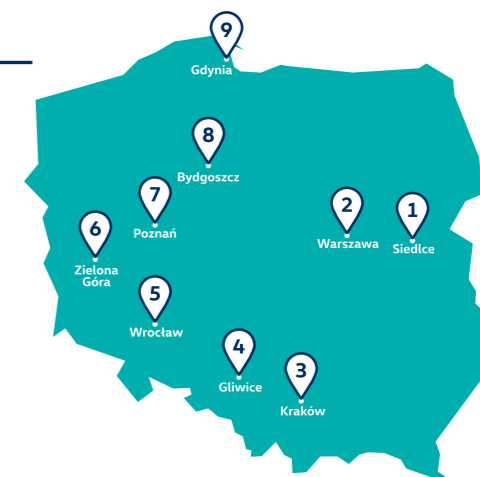 9
Gdynia
8
Bydgoszcz
7
Poznań
2
Warszawa
1
Siedlce
6
Zielona
Góra
5
Wrocław
4
Gliwice
3
Kraków